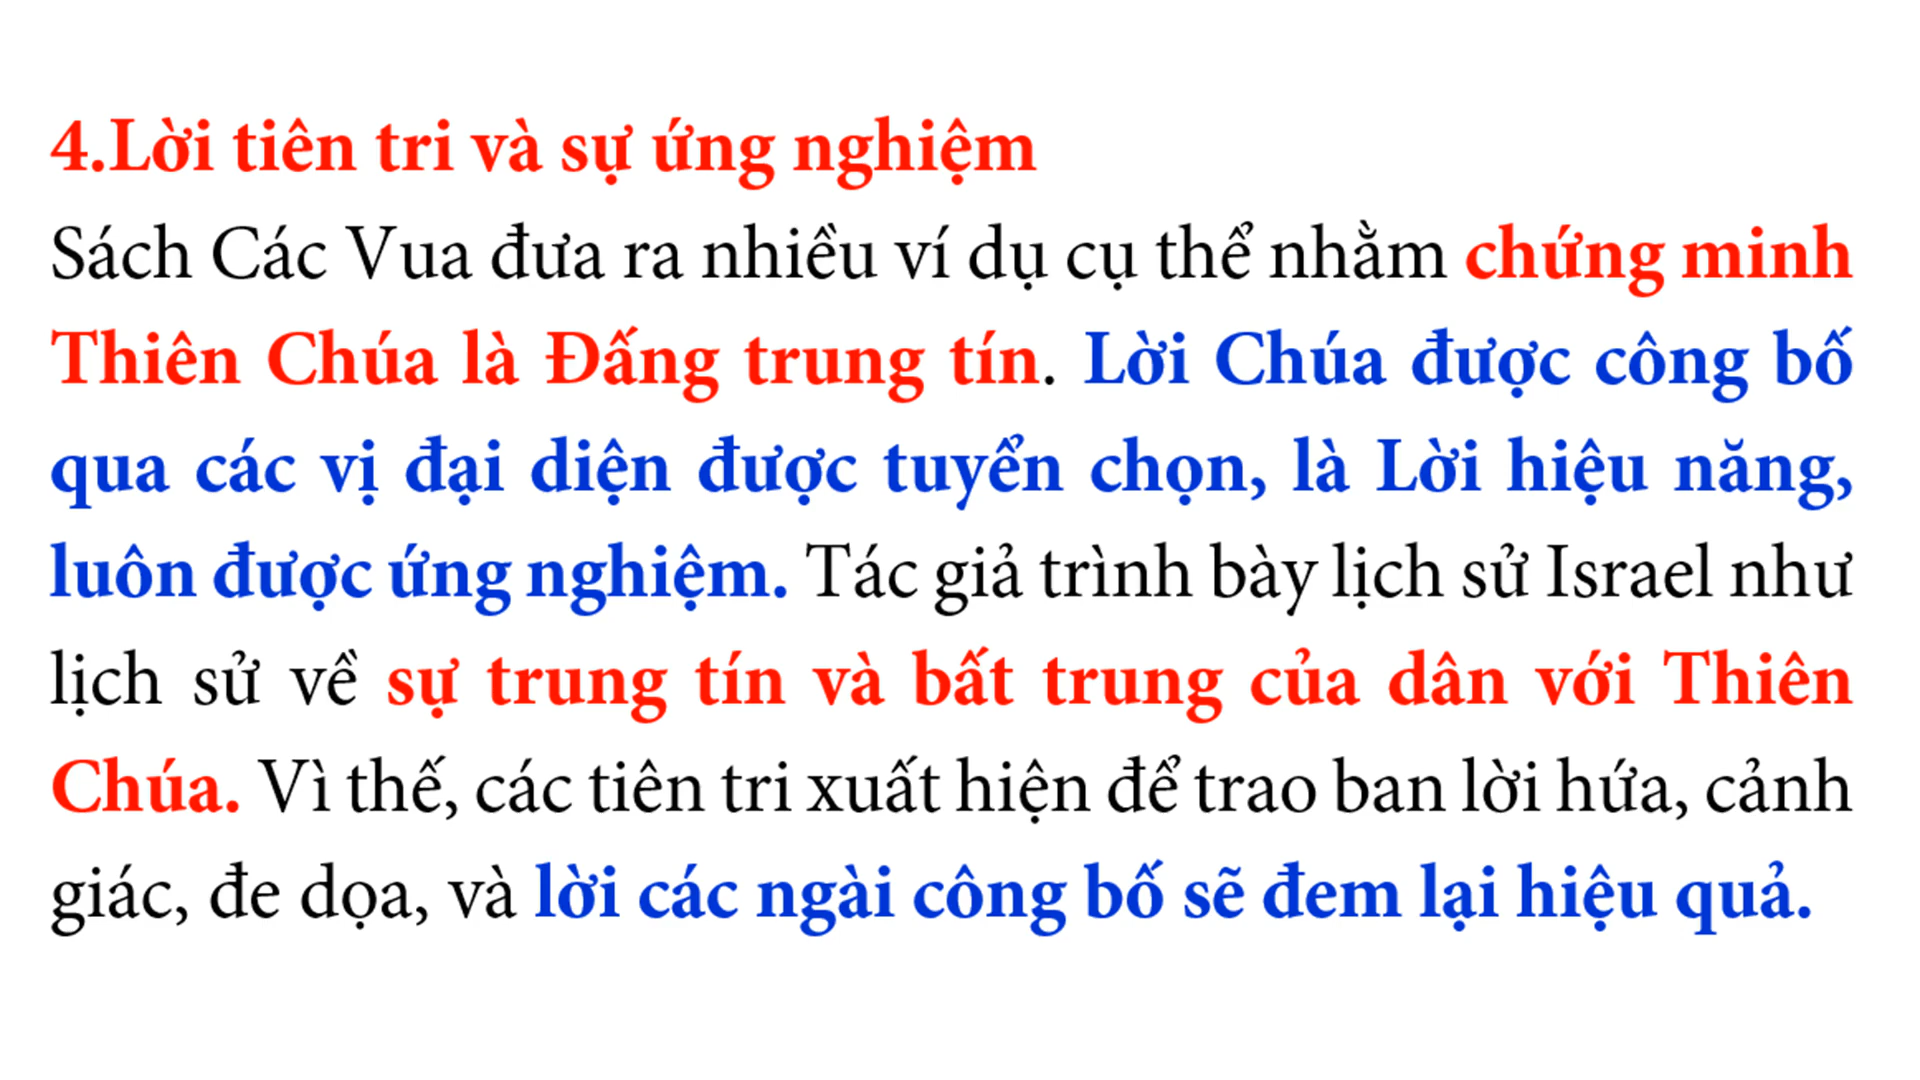 4.Lời tiên tri và sự ứng nghiệm
Sách Các Vua đưa ra nhiều ví dụ cụ thể nhằm chứng minh
Thiên Chúa là Đấng trung tín. Lời Chúa được công bố
qua các vị đại diện được tuyển chọn, là Lời hiệu năng,
luôn được ứng nghiệm. Tác giả trình bày lịch sử Israel như
lịch sử về sự trung tín và bất trung của dân với Thiên
Chúa. Vì thế, các tiên tri xuất hiện để trao ban lời hứa, cảnh
giác, đe dọa, và lời các ngài công bố sẽ đem lại hiệu quả.